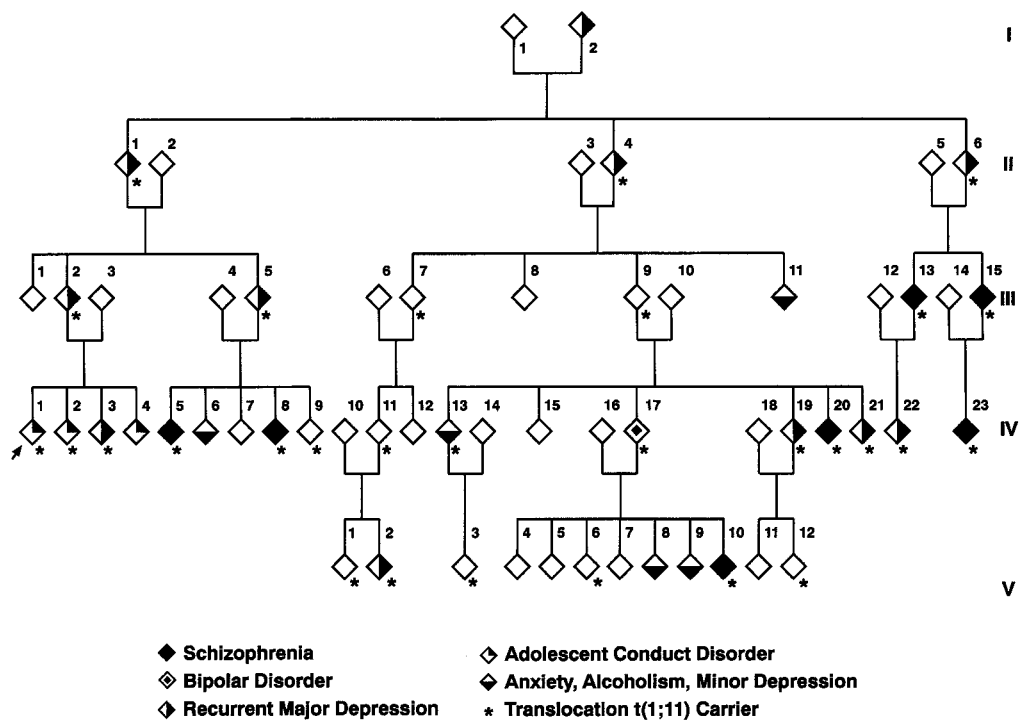 I
1 2
1 2 3 4 5 6
II
* * *
1 2 3 4 5 6 7 8 9 10 11 12 13 14 15
III
* * * * * *
1 2 3 4 5 6 7 8 9 10 11 12 13 14 15 16 17 18 19 20 21 22 23
IV
* * * * * * * * * * * * * *
1 2 3 4 5 6 7 8 9 10 11 12
V
* * * * * *
Schizophrenia
Bipolar Disorder
Recurrent Major Depression
Adolescent Conduct Disorder
Anxiety, Alcoholism, Minor Depression
* Translocation t(1;11) Carrier